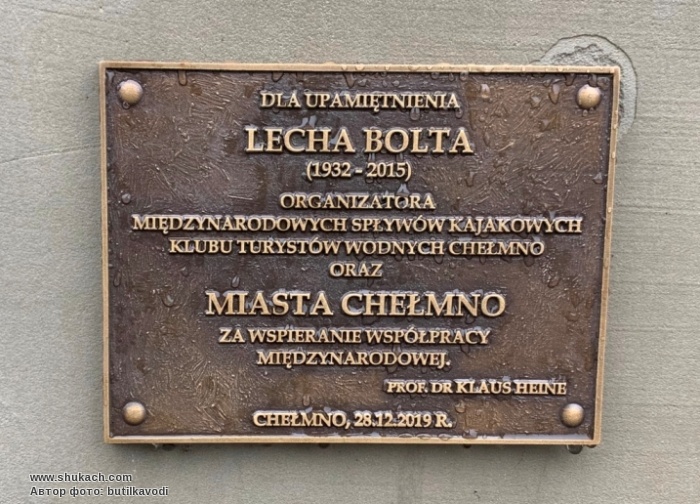 DLA UPAMIĘTNIENIA
LECHA BOLTA
(1932 - 2015)
ORGANIZATORA
MIĘDZYNARODOWYCH SPŁYWÓW KAJAKOWYCH
KLUBU TURYSTÓW WODNYCH CHEŁMNO
ORAZ
MIASTA CHEŁMNO
ZA WSPIERANIE WSPÓŁPRACY
MIĘDZYNARODOWEJ.
PROF. DR KLAUS HEINE
CHEŁMNO, 28.12.2019 R.
www.shukach.com
Автор фото: butilkavodi